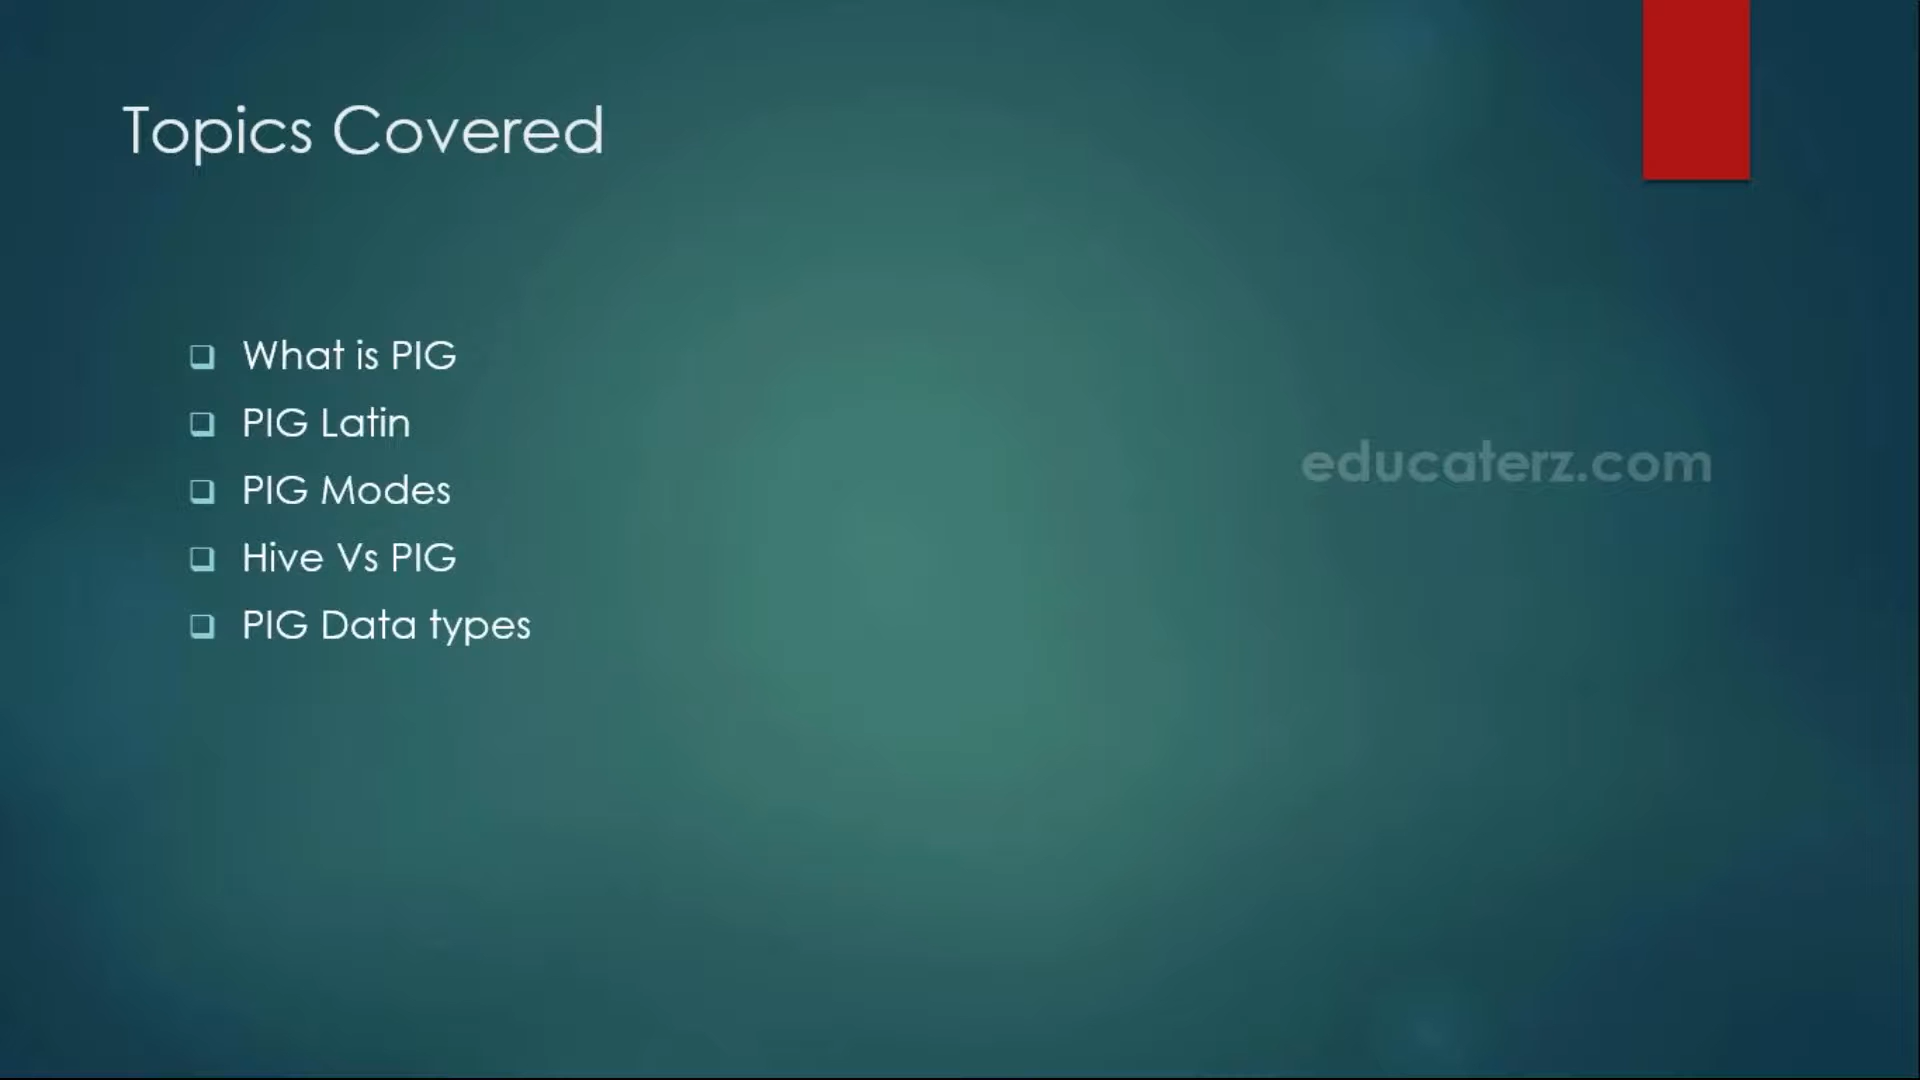 Topics Covered
What is PIG
PIG Latin
educaterz.com
PIG Modes
Hive Vs PIG
PIG Data types